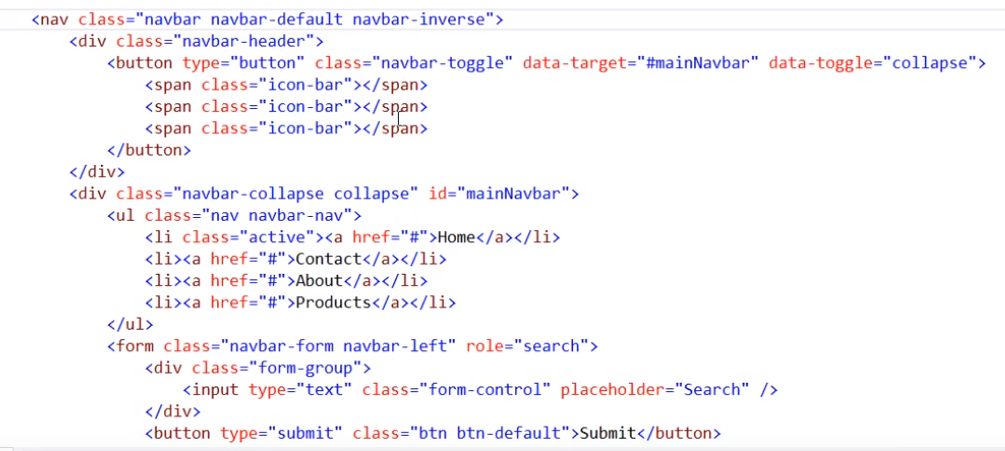 <nav class="navbar navbar-default navbar-inverse">
<div class="navbar-header">
<button type="button" class="navbar-toggle" data-target="#mainNavbar" data-toggle="collapse">
<span class="icon-bar"></span>
<span class="icon-bar"></span>
<span class="icon-bar"></span>
</button>
</div>
<div class="navbar-collapse collapse" id="mainNavbar">
<ul class="nav navbar-nav">
<li class="active"><a href="#">Home</a></li>
<li><a href="#">Contact</a></li>
<li><a href="#">About</a></li>
<li><a href="#">Products</a></li>
</ul>
<form class="navbar-form navbar-left" role="search">
<div class="form-group">
<input type="text" class="form-control" placeholder="Search" />
</div>
<button type="submit" class="btn btn-default">Submit</button>